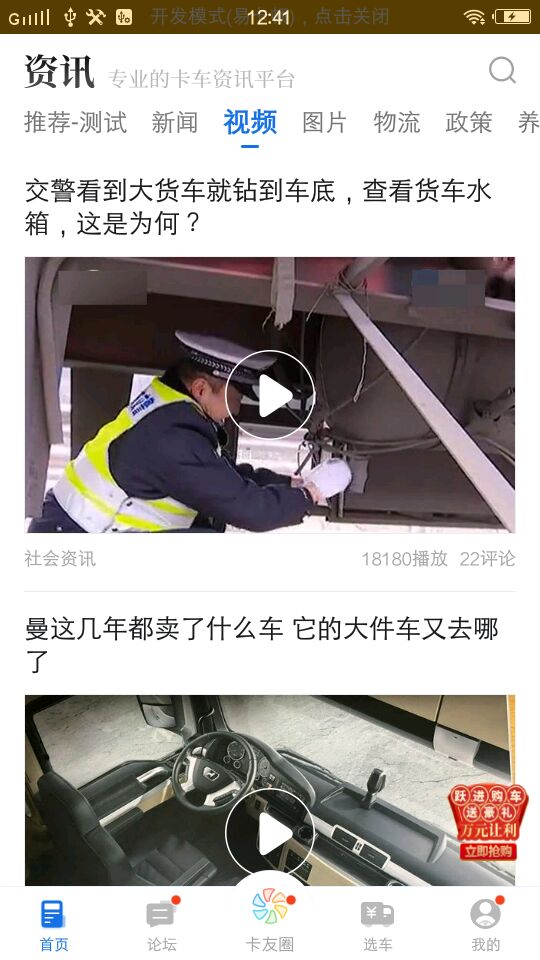 开发模式(易大师)，点击关闭
12:41
资讯 专业的卡车资讯平台
推荐-测试 新闻 视频 图片 物流 政策 养
交警看到大货车就钻到车底，查看货车水
箱，这是为何？
社会资讯 18180播放 22评论
曼这几年都卖了什么车 它的大件车又去哪
了
跃进购车
送豪礼
万元让利
立即抢购
首页 论坛 卡友圈 选车 我的